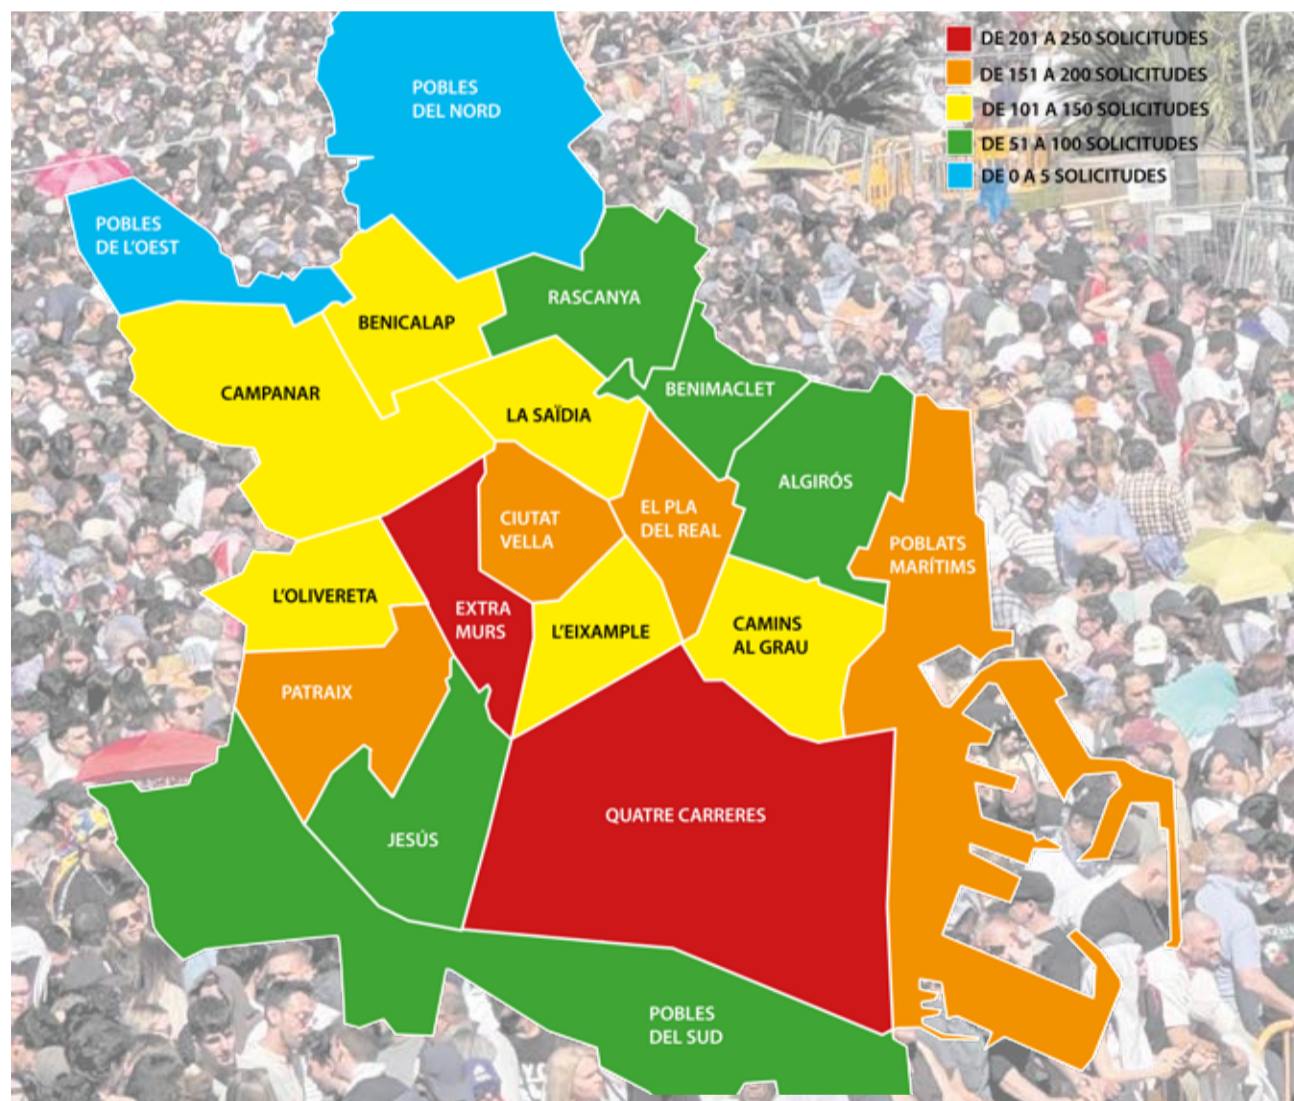 DE 201 A 250 SOLICITUDES
DE 151 A 200 SOLICITUDES
DE 101 A 150 SOLICITUDES
DE 51 A 100 SOLICITUDES
DE 0 A 5 SOLICITUDES
POBLES
DEL NORD
POBLES
DE L'OEST
RASCANYA
BENICALAP
CAMPANAR
BENIMACLET
LA SAÏDIA
ALGIRÓS
CIUTAT
VELLA
EL PLA
DEL REAL
POBLATS
MARÍTIMS
L'OLIVERETA
EXTRA
MURS
L'EIXAMPLE
CAMINS
AL GRAU
PATRAIX
QUATRE CARRERES
JESÚS
POBLES
DEL SUD